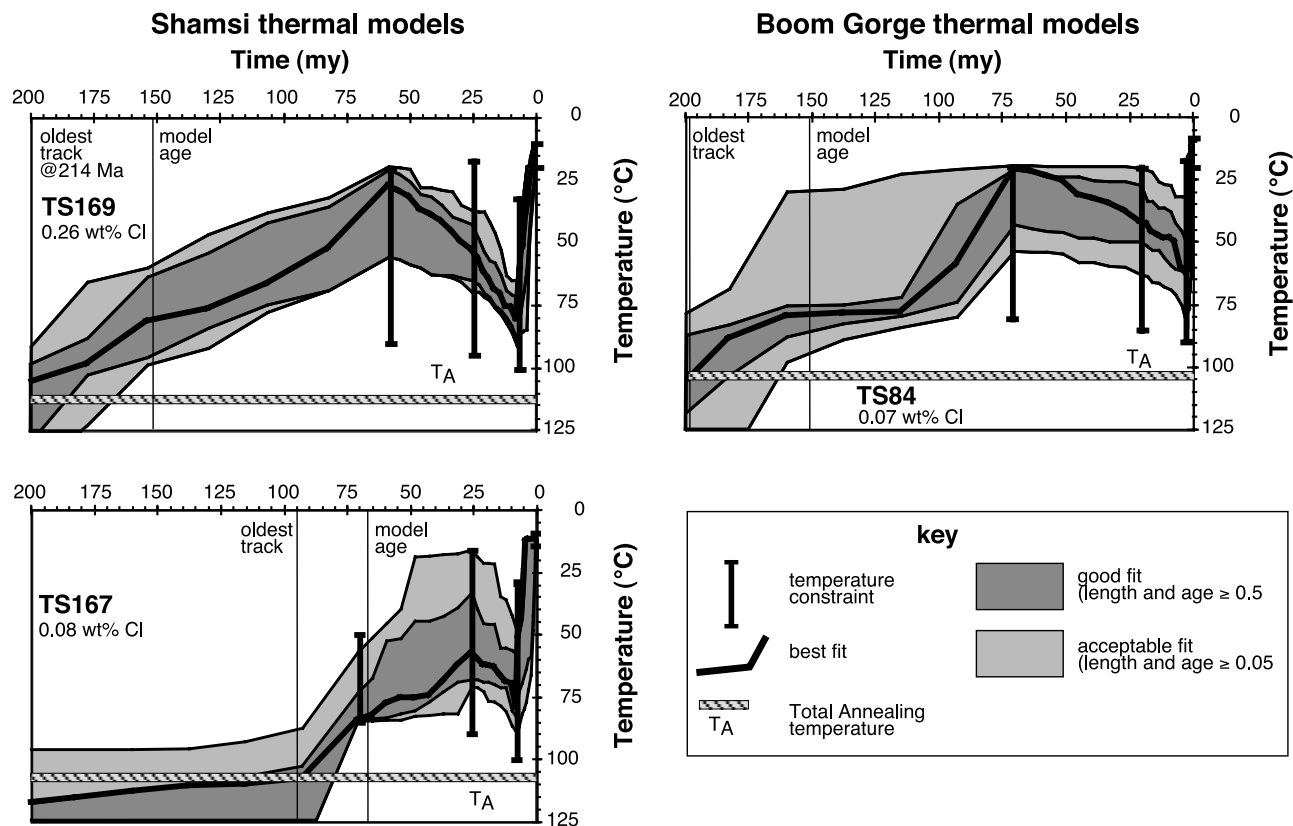 Shamsi thermal models
Time (my)
200 175 150 125 100 75 50 25 0
0
25
50
75
100
125
Temperature (°C)
oldest
track
@214 Ma
model
age
TS169
0.26 wt% Cl
TA
Boom Gorge thermal models
Time (my)
200 175 150 125 100 75 50 25 0
0
25
50
75
100
125
Temperature (°C)
oldest
track
model
age
TA
TS84
0.07 wt% Cl
200 175 150 125 100 75 50 25 0
0
25
50
75
100
125
Temperature (°C)
oldest
track
model
age
TS167
0.08 wt% Cl
TA
key
temperature
constraint
best fit
TA
Total Annealing
temperature
good fit
(length and age ≥ 0.5
acceptable fit
(length and age ≥ 0.05